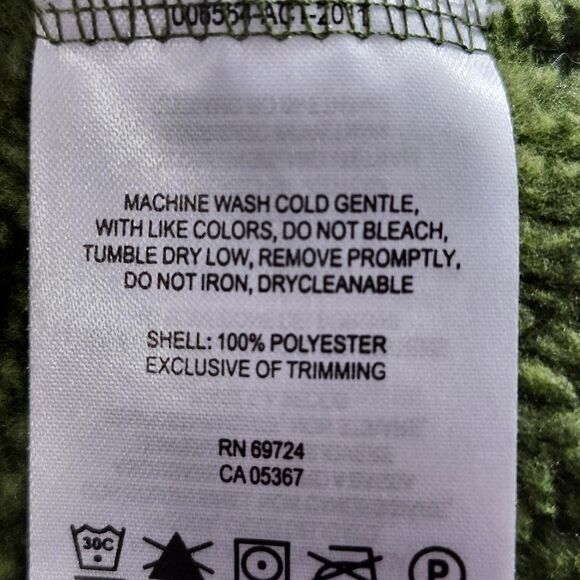 MACHINE WASH COLD GENTLE,
WITH LIKE COLORS, DO NOT BLEACH,
TUMBLE DRY LOW, REMOVE PROMPTLY,
DO NOT IRON, DRYCLEANABLE
SHELL: 100% POLYESTER
EXCLUSIVE OF TRIMMING
RN 69724
CA 05367
30C
P